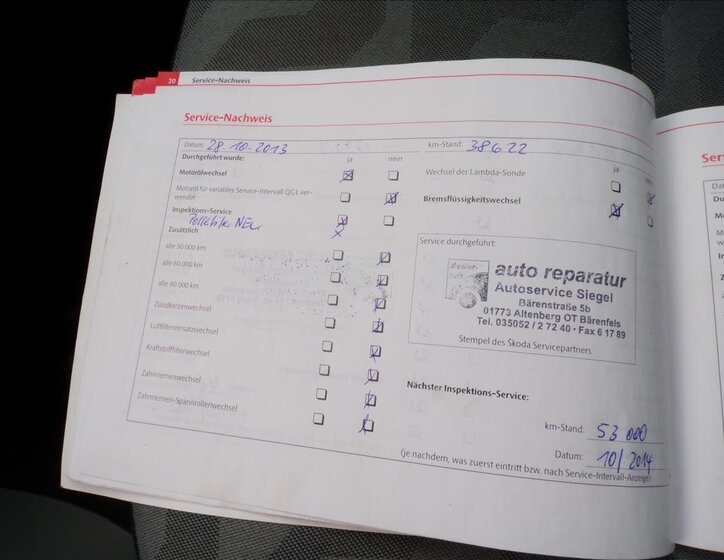 20 Service-Nachweis
Service-Nachweis
Datum 28.10.2013
Durchgeführt wurde: ja nein
Motorölwechsel
Motoröl für variables Service-Intervall QG1 ver-
wendet
Inspektions-Service
Zusätzlich
alle 30 000 km
alle 60 000 km
alle 90 000 km
Zündkerzenwechsel
Luftfiltereinsatzwechsel
Kraftstofffilterwechsel
Zahnriemenwechsel
Zahnriemen-Spannrollenwechsel
km-Stand 38622
ja nein
Wechsel der Lambda-Sonde
Bremsflüssigkeitswechsel
Service durchgeführt:
auto reparatur
Autoservice Siegel
Bärenstraße 5b
01773 Altenberg OT Bärenfels
Tel. 035052 / 2 72 40 · Fax 6 17 89
Stempel des Škoda Servicepartners
Nächster Inspektions-Service:
km-Stand: 53 000
Datum: 10/2014
(je nachdem, was zuerst eintritt bzw. nach Service-Intervall-Anzeige)
Ser